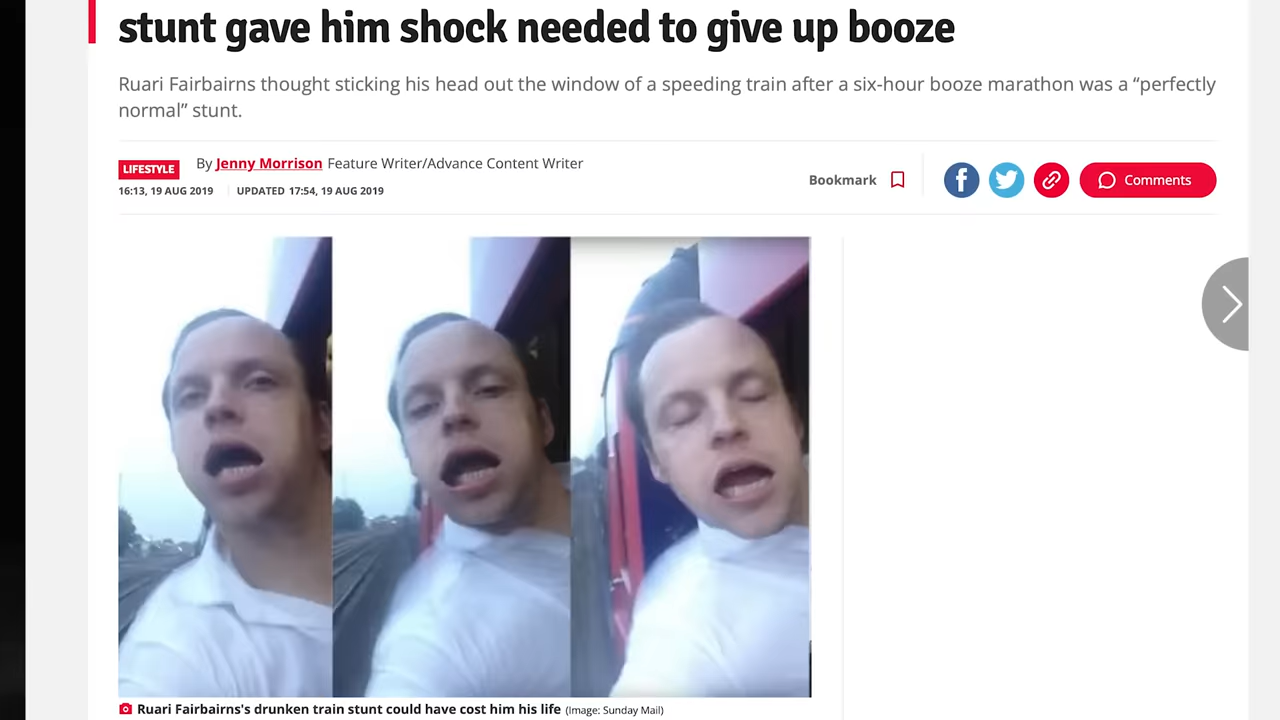 stunt gave him shock needed to give up booze
Ruari Fairbairns thought sticking his head out the window of a speeding train after a six-hour booze marathon was a “perfectly
normal” stunt.
LIFESTYLE
By Jenny Morrison Feature Writer/Advance Content Writer
16:13, 19 AUG 2019 UPDATED 17:54, 19 AUG 2019
Bookmark
Comments
Ruari Fairbairns's drunken train stunt could have cost him his life (Image: Sunday Mail)